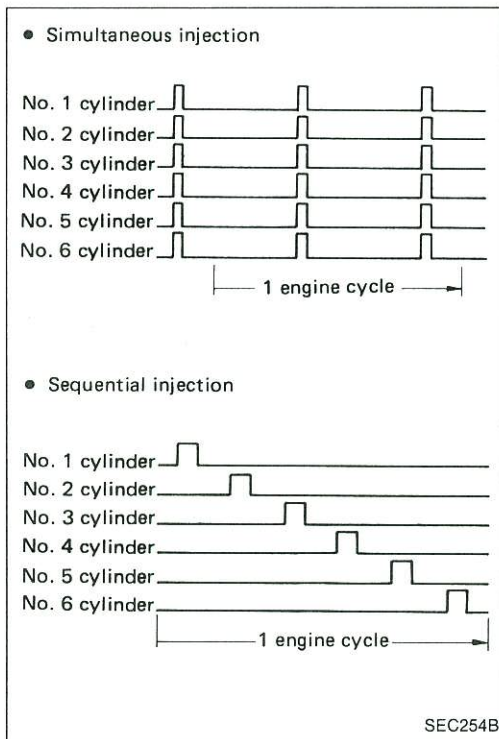 • Simultaneous injection
No. 1 cylinder
No. 2 cylinder
No. 3 cylinder
No. 4 cylinder
No. 5 cylinder
No. 6 cylinder
1 engine cycle
• Sequential injection
No. 1 cylinder
No. 2 cylinder
No. 3 cylinder
No. 4 cylinder
No. 5 cylinder
No. 6 cylinder
1 engine cycle
SEC254B